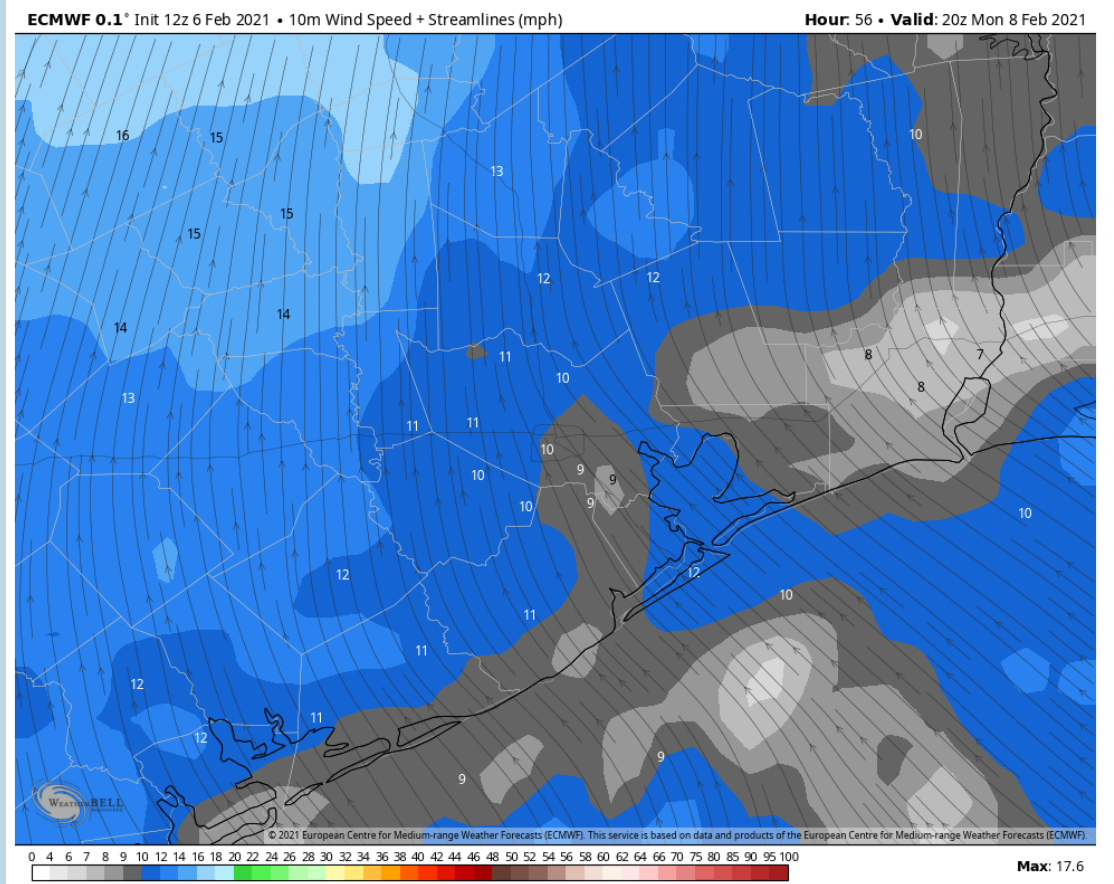 ECMWF 0.1° Init 12z 6 Feb 2021 • 10m Wind Speed + Streamlines (mph) Hour: 56 • Valid: 20z Mon 8 Feb 2021
16 15 10
13
15
15
12 12
14 14
11 8 7
10 8
13
11 11
10
10 9 9
10 9 10
12 12
11 10
11
12
11
12
9 9
WEATHERBELL
© 2021 European Centre for Medium-range Weather Forecasts (ECMWF). This service is based on data and products of the European Centre for Medium-range Weather Forecasts (ECMWF).
0 4 6 7 8 9 10 12 14 16 18 20 22 24 26 28 30 32 34 36 38 40 42 44 46 48 50 52 54 56 58 60 62 64 66 70 75 80 85 90 95 100
Max: 17.6